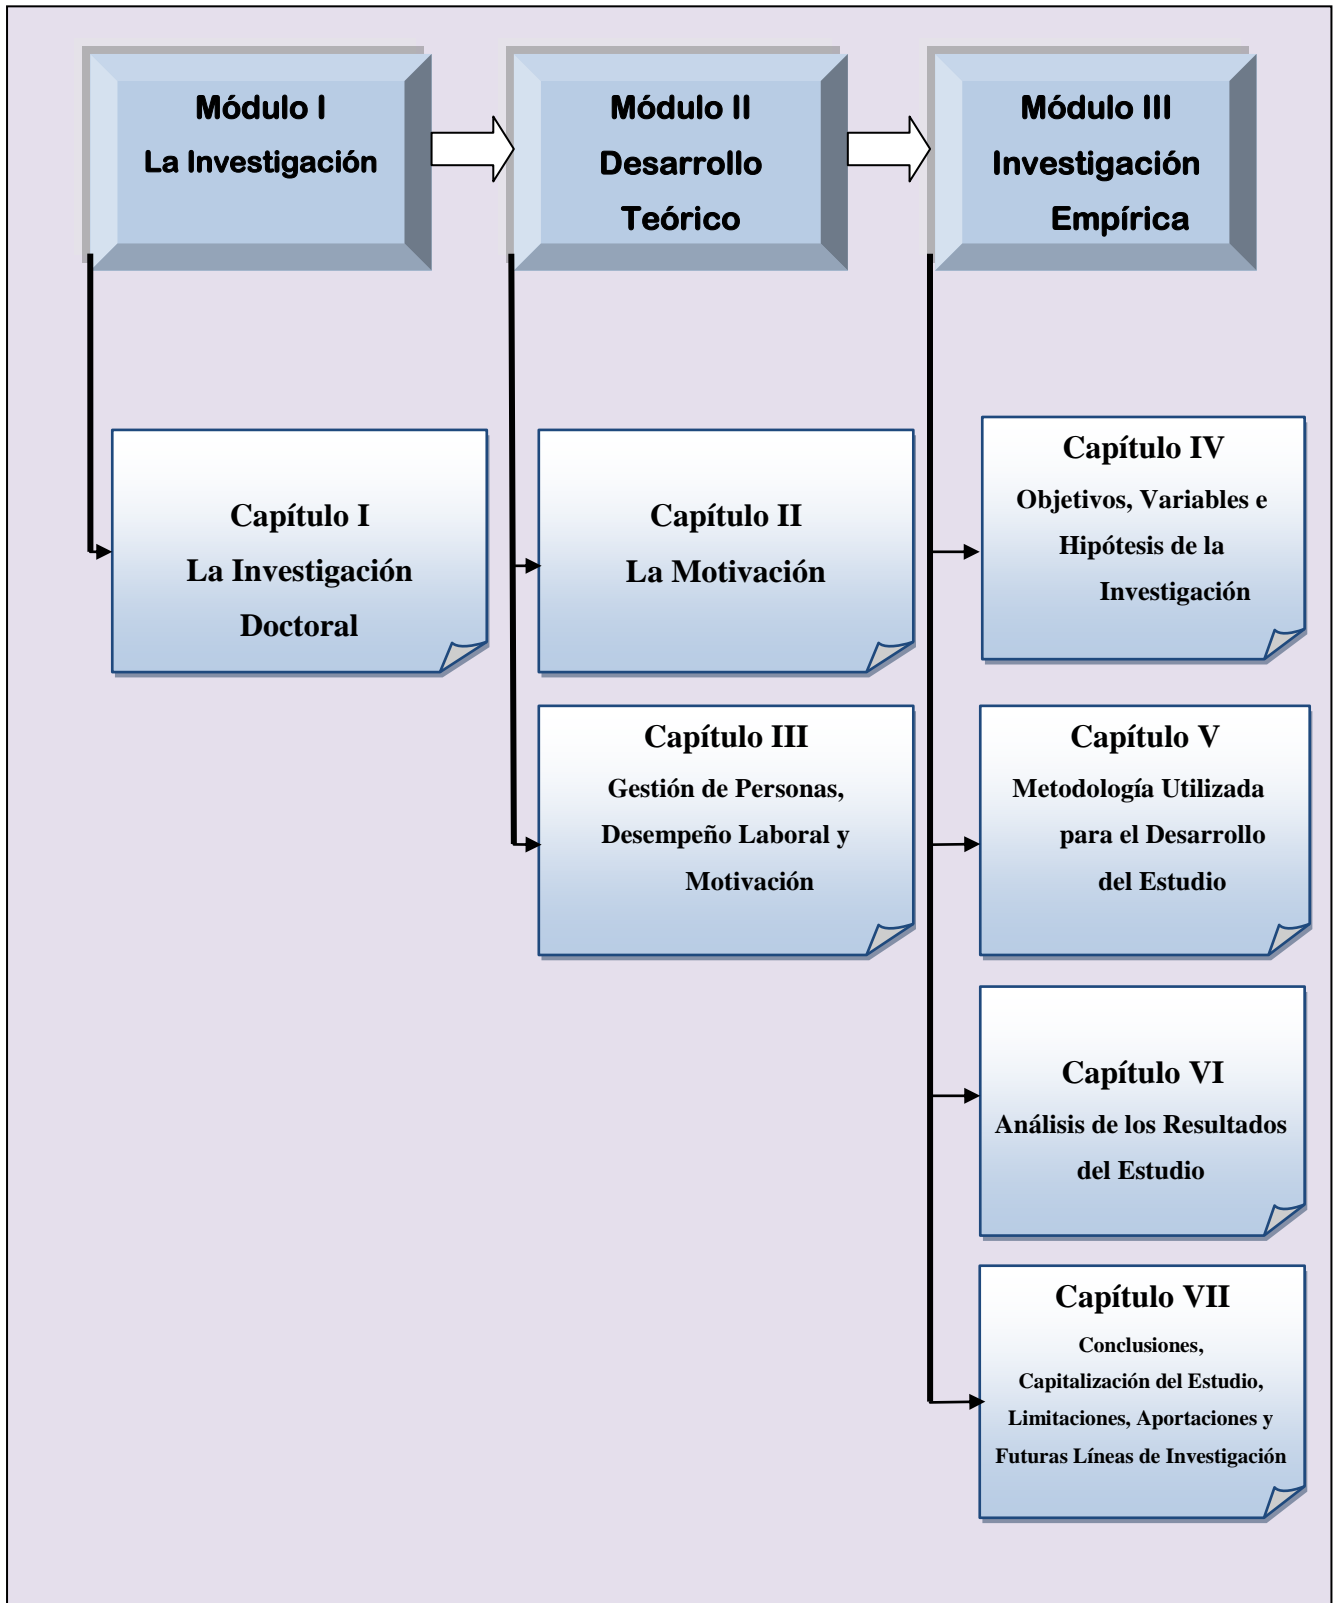 Módulo I
La Investigación
Módulo II
Desarrollo
Teórico
Módulo III
Investigación
Empírica
Capítulo I
La Investigación
Doctoral
Capítulo II
La Motivación
Capítulo III
Gestión de Personas,
Desempeño Laboral y
Motivación
Capítulo IV
Objetivos, Variables e
Hipótesis de la
Investigación
Capítulo V
Metodología Utilizada
para el Desarrollo
del Estudio
Capítulo VI
Análisis de los Resultados
del Estudio
Capítulo VII
Conclusiones,
Capitalización del Estudio,
Limitaciones, Aportaciones y
Futuras Líneas de Investigación